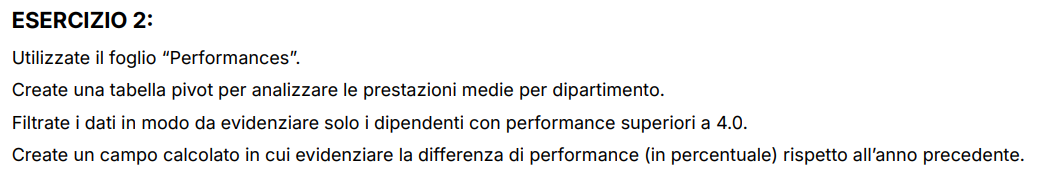 ESERCIZIO 2:
Utilizzate il foglio “Performances”.
Create una tabella pivot per analizzare le prestazioni medie per dipartimento.
Filtrate i dati in modo da evidenziare solo i dipendenti con performance superiori a 4.0.
Create un campo calcolato in cui evidenziare la differenza di performance (in percentuale) rispetto all’anno precedente.